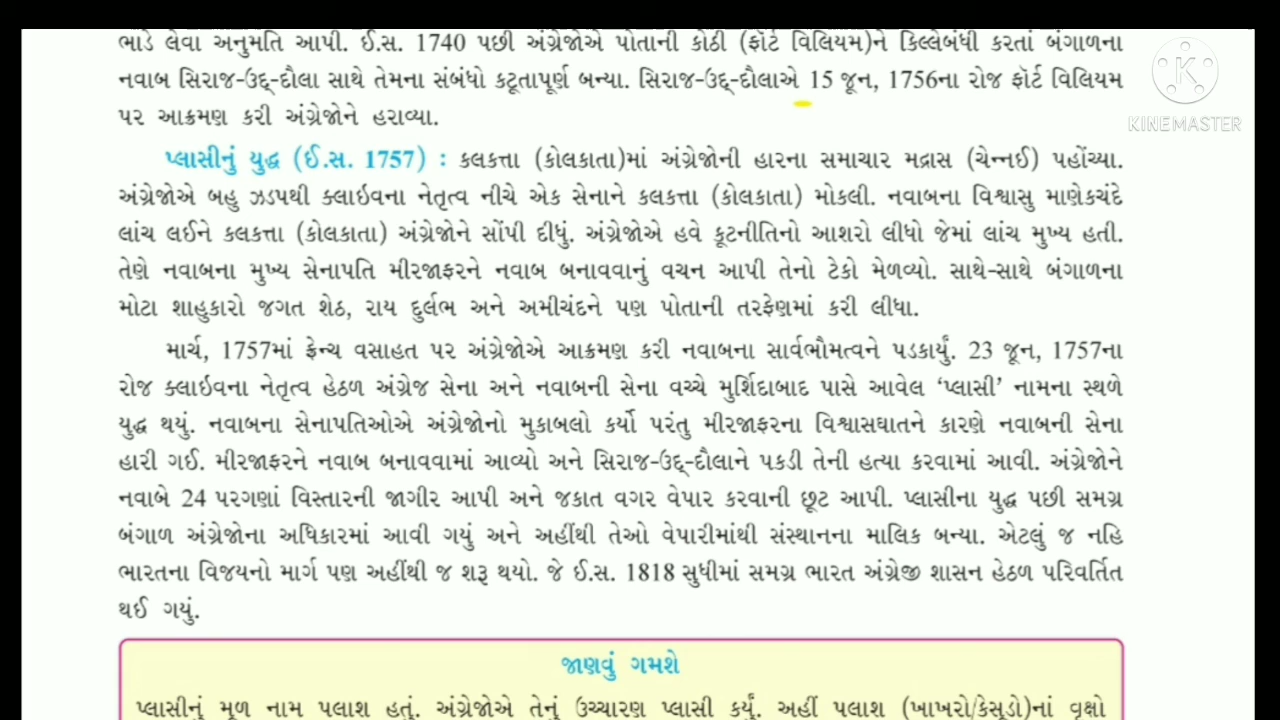 ભાડે લેવા અનુમતિ આપી. ઈ.સ. 1740 પછી અંગ્રેજોએ પોતાની કોઠી (ફૉર્ટ વિલિયમ)ને કિલ્લેબંધી કરતાં બંગાળના
નવાબ સિરાજ-ઉદ્-દૌલા સાથે તેમના સંબંધો કટૂતાપૂર્ણ બન્યા. સિરાજ-ઉદ્-દૌલાએ 15 જૂન, 1756ના રોજ ફૉર્ટ વિલિયમ
પર આક્રમણ કરી અંગ્રેજોને હરાવ્યા.
KINEMASTER
પ્લાસીનું યુદ્ધ (ઈ.સ. 1757) : કલકત્તા (કોલકાતા)માં અંગ્રેજોની હારના સમાચાર મદ્રાસ (ચેન્નઈ) પહોંચ્યા.
અંગ્રેજોએ બહુ ઝડપથી ક્લાઇવના નેતૃત્વ નીચે એક સેનાને કલકત્તા (કોલકાતા) મોકલી. નવાબના વિશ્વાસુ માણેકચંદે
લાંચ લઈને કલકત્તા (કોલકાતા) અંગ્રેજોને સોંપી દીધું. અંગ્રેજોએ હવે કૂટનીતિનો આશરો લીધો જેમાં લાંચ મુખ્ય હતી.
તેણે નવાબના મુખ્ય સેનાપતિ મીરજાફરને નવાબ બનાવવાનું વચન આપી તેનો ટેકો મેળવ્યો. સાથે-સાથે બંગાળના
મોટા શાહુકારો જગત શેઠ, રાય દુર્લભ અને અમીચંદને પણ પોતાની તરફેણમાં કરી લીધા.
માર્ચ, 1757માં ફ્રેન્ચ વસાહત પર અંગ્રેજોએ આક્રમણ કરી નવાબના સાર્વભૌમત્વને પડકાર્યું. 23 જૂન, 1757ના
રોજ ક્લાઇવના નેતૃત્વ હેઠળ અંગ્રેજ સેના અને નવાબની સેના વચ્ચે મુર્શિદાબાદ પાસે આવેલ ‘પ્લાસી’ નામના સ્થળે
યુદ્ધ થયું. નવાબના સેનાપતિઓએ અંગ્રેજોનો મુકાબલો કર્યો પરંતુ મીરજાફરના વિશ્વાસઘાતને કારણે નવાબની સેના
હારી ગઈ. મીરજાફરને નવાબ બનાવવામાં આવ્યો અને સિરાજ-ઉદ્-દૌલાને પકડી તેની હત્યા કરવામાં આવી. અંગ્રેજોને
નવાબે 24 પરગણાં વિસ્તારની જાગીર આપી અને જકાત વગર વેપાર કરવાની છૂટ આપી. પ્લાસીના યુદ્ધ પછી સમગ્ર
બંગાળ અંગ્રેજોના અધિકારમાં આવી ગયું અને અહીંથી તેઓ વેપારીમાંથી સંસ્થાનના માલિક બન્યા. એટલું જ નહિ
ભારતના વિજયનો માર્ગ પણ અહીંથી જ શરૂ થયો. જે ઈ.સ. 1818 સુધીમાં સમગ્ર ભારત અંગ્રેજી શાસન હેઠળ પરિવર્તિત
થઈ ગયું.
જાણવું ગમશે
પ્લાસીનું મૂળ નામ પલાશ હતું. અંગ્રેજોએ તેનું ઉચ્ચારણ પ્લાસી કર્યું. અહીં પલાશ (ખાખરો/કેસૂડો)નાં વૃક્ષો